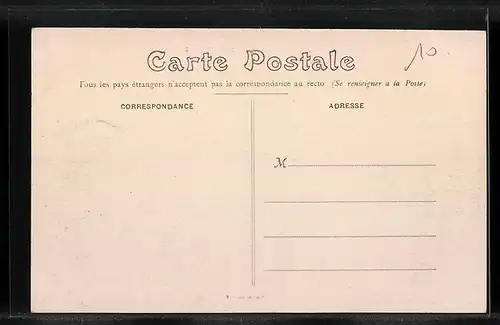 Carte Postale
10.
Tous les pays étrangers n'acceptent pas la correspondance au recto (Se renseigner a la Poste)
CORRESPONDANCE
ADRESSE
M